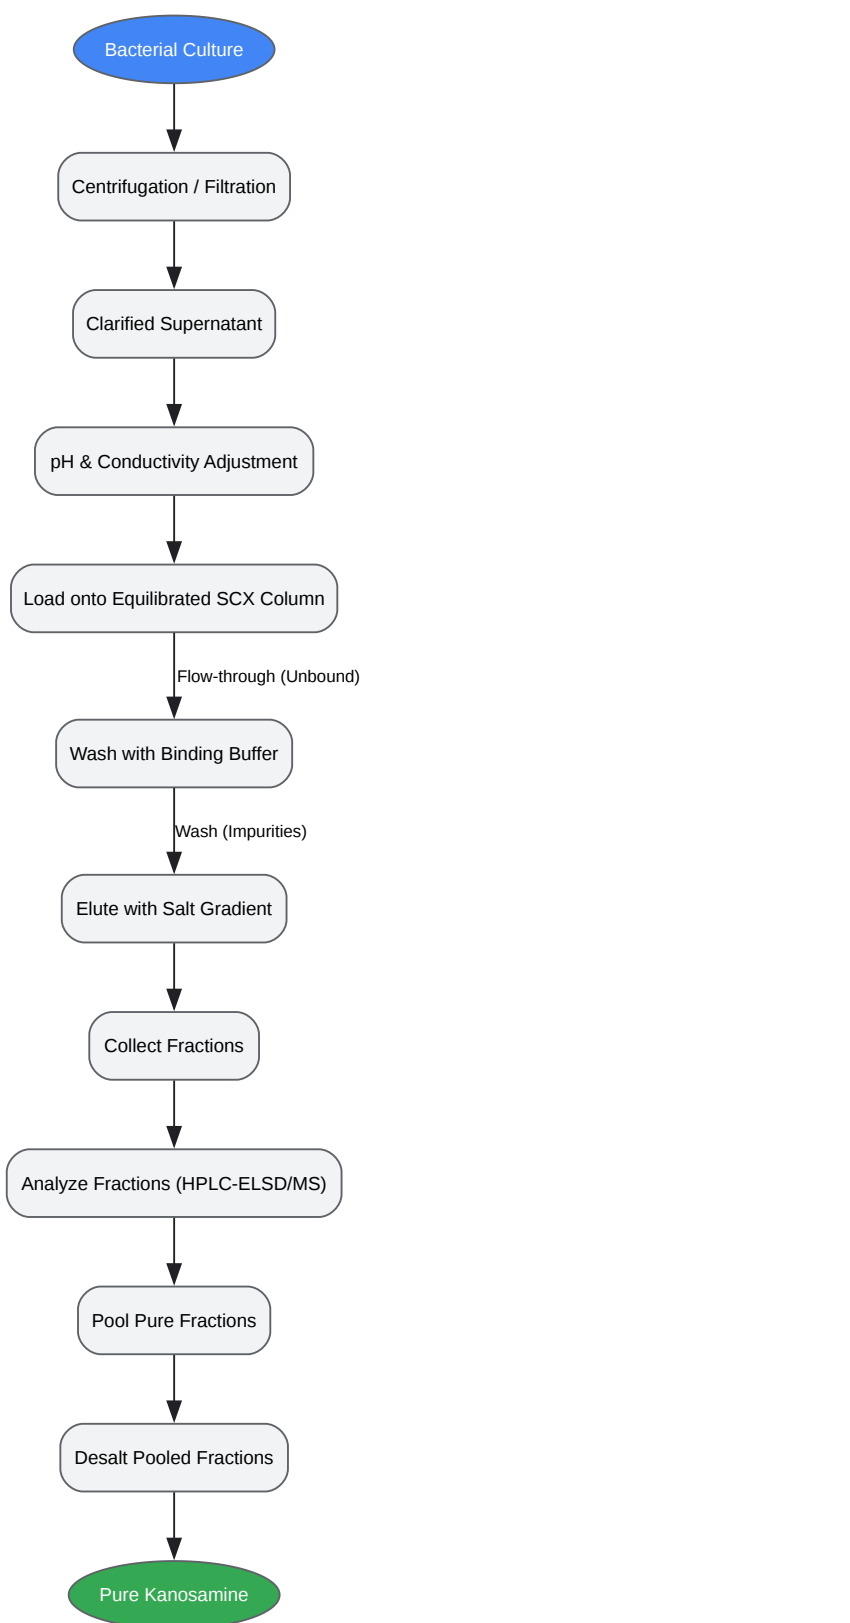 Bacterial Culture
Centrifugation / Filtration
Clarified Supernatant
pH & Conductivity Adjustment
Load onto Equilibrated SCX Column
Flow-through (Unbound)
Wash with Binding Buffer
Wash (Impurities)
Elute with Salt Gradient
Collect Fractions
Analyze Fractions (HPLC-ELSD/MS)
Pool Pure Fractions
Desalt Pooled Fractions
Pure Kanosamine